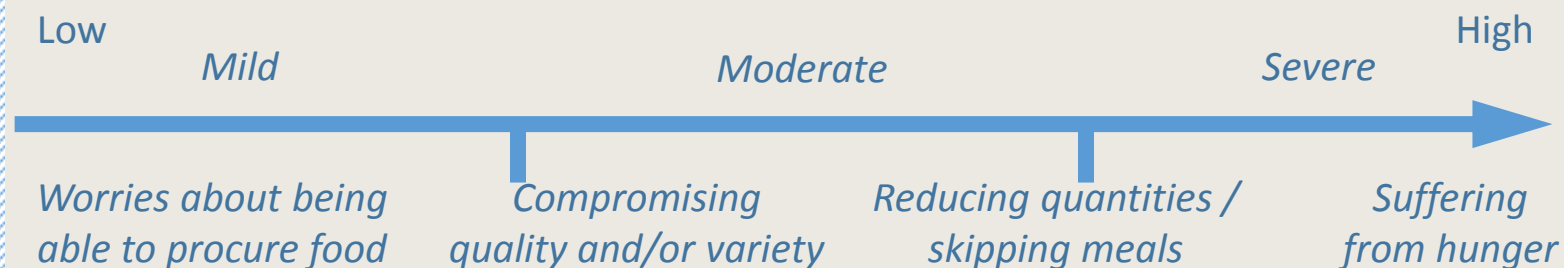 Low High
Mild Moderate Severe
Worries about being Compromising Reducing quantities / Suffering
able to procure food quality and/or variety skipping meals from hunger